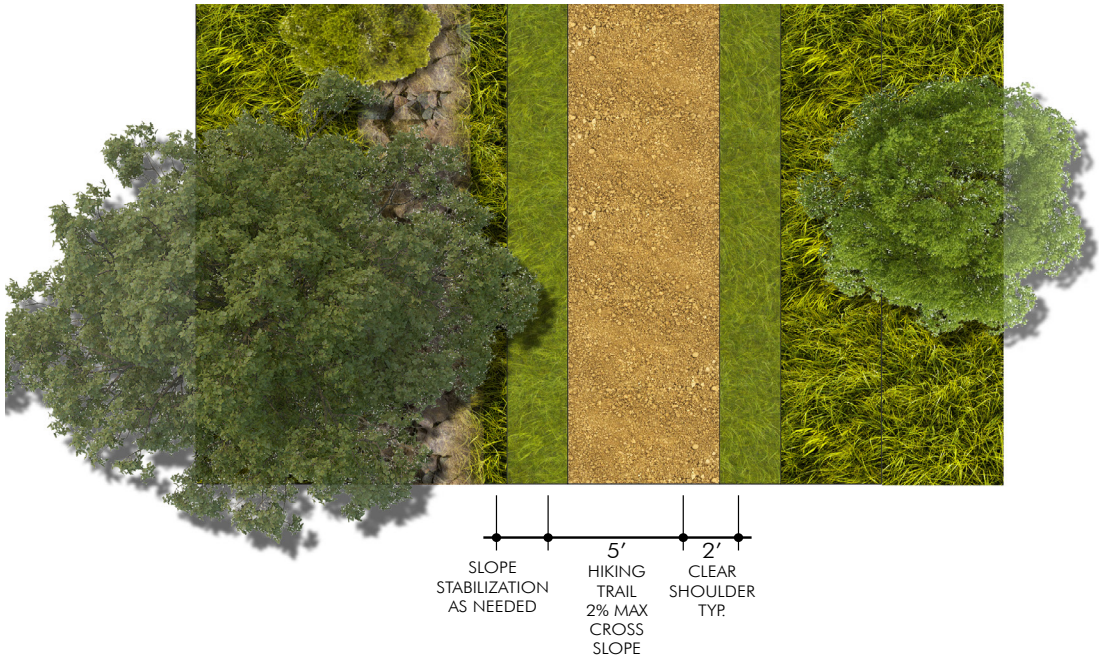 SLOPE
STABILIZATION
AS NEEDED
5′
HIKING
TRAIL
2% MAX
CROSS
SLOPE
2′
CLEAR
SHOULDER
TYP.